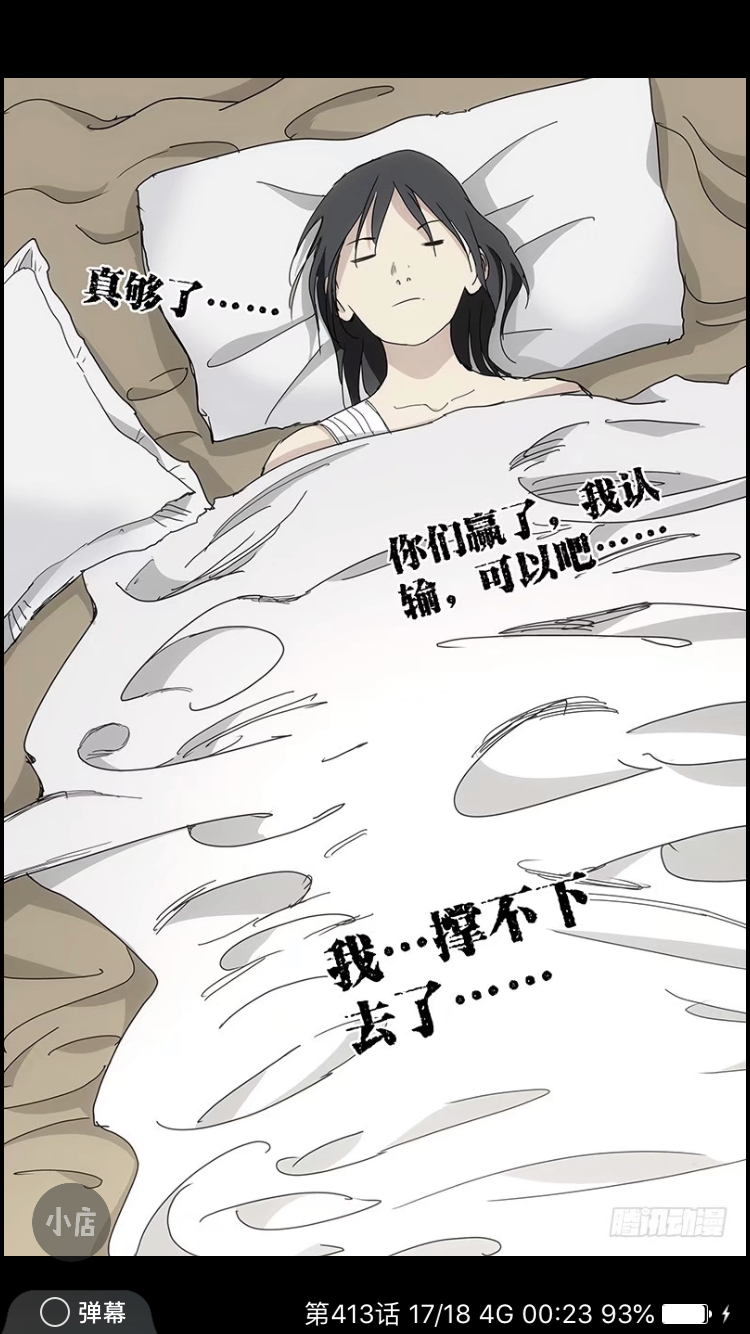 真够了……
你们赢了，我认
输，可以吧……
我…撑不下
去了……
小店
腾讯动漫
弹幕
第413话 17/18 4G 00:23 93%